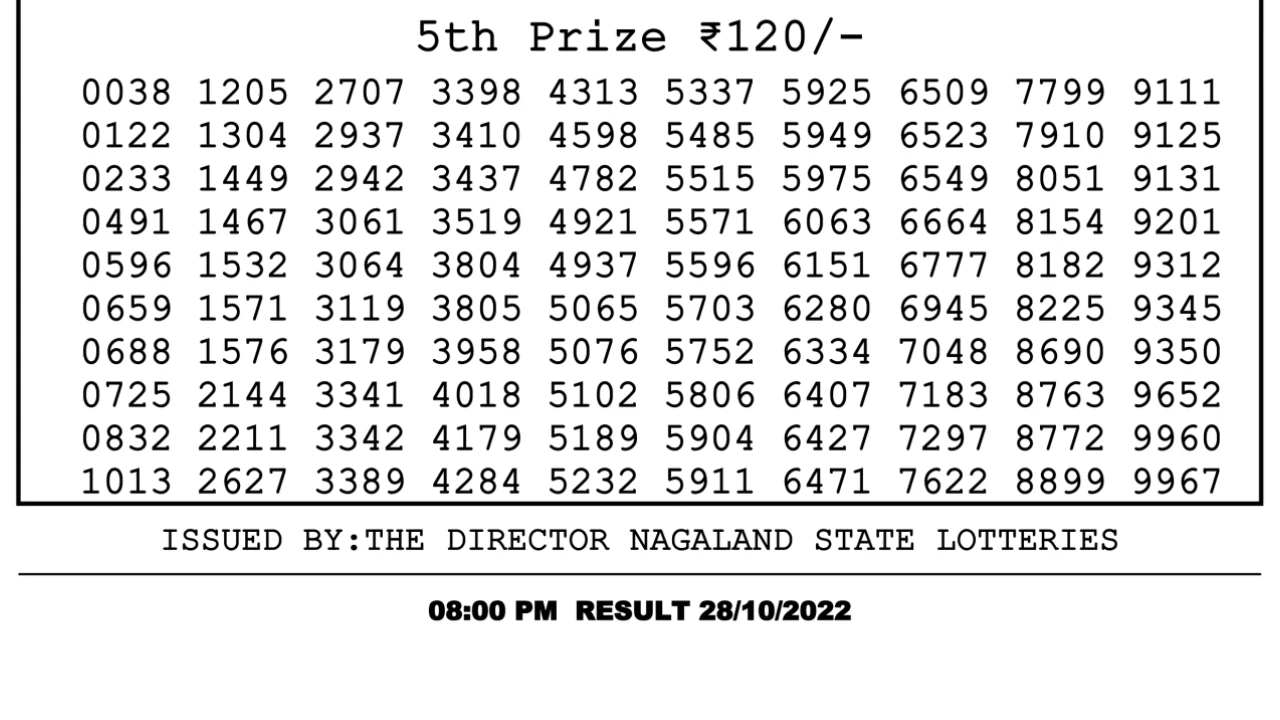 5th Prize ₹120/-
0038 1205 2707 3398 4313 5337 5925 6509 7799 9111
0122 1304 2937 3410 4598 5485 5949 6523 7910 9125
0233 1449 2942 3437 4782 5515 5975 6549 8051 9131
0491 1467 3061 3519 4921 5571 6063 6664 8154 9201
0596 1532 3064 3804 4937 5596 6151 6777 8182 9312
0659 1571 3119 3805 5065 5703 6280 6945 8225 9345
0688 1576 3179 3958 5076 5752 6334 7048 8690 9350
0725 2144 3341 4018 5102 5806 6407 7183 8763 9652
0832 2211 3342 4179 5189 5904 6427 7297 8772 9960
1013 2627 3389 4284 5232 5911 6471 7622 8899 9967
ISSUED BY:THE DIRECTOR NAGALAND STATE LOTTERIES
08:00 PM RESULT 28/10/2022